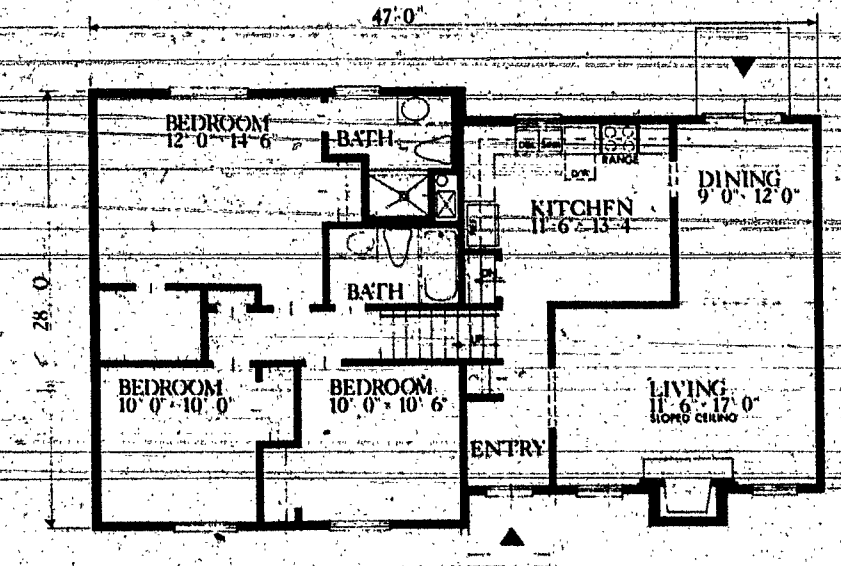 47'-0"
BEDROOM
12' 0" · 14' 6"
BATH
RANGE
D/W
DINING
9' 0" · 12' 0"
KITCHEN
11' 6" · 13' 4
REF
BATH
28' 0
BEDROOM
10' 0" · 10' 0"
BEDROOM
10' 0" × 10' 6"
LIVING
11' 6" · 17' 0"
SLOPED CEILING
ENTRY